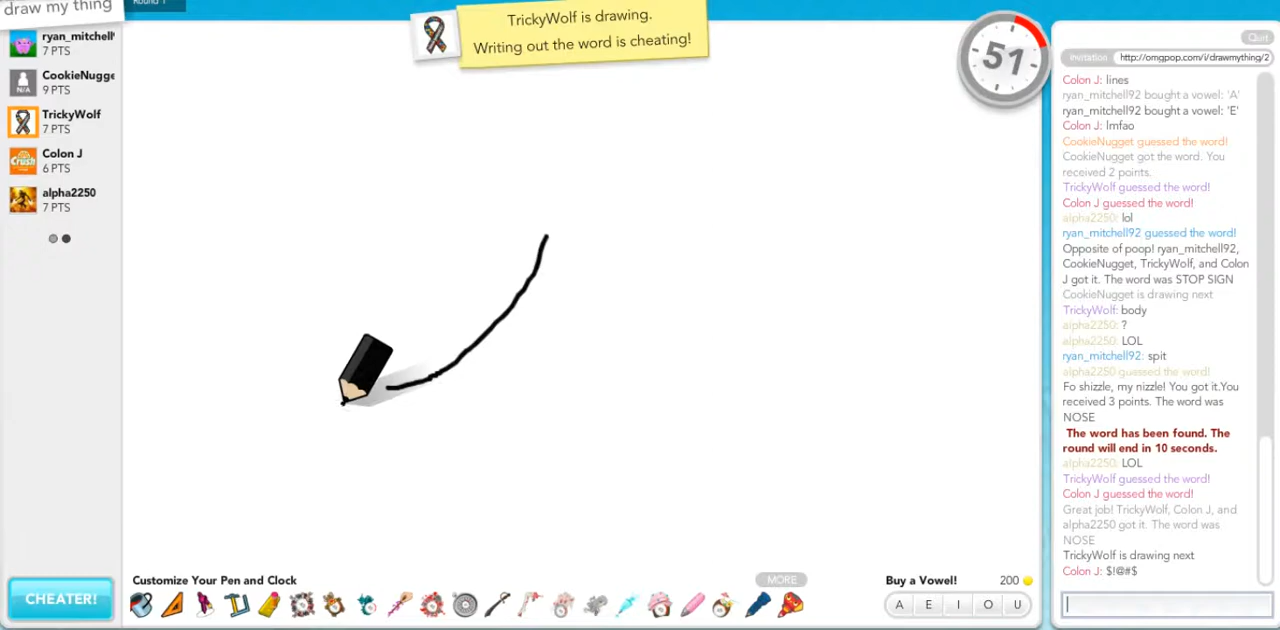 draw my thing
Round 1
TrickyWolf is drawing.
Writing out the word is cheating!
51
ryan_mitchell
7 PTS
CookieNugge
9 PTS
N/A
TrickyWolf
7 PTS
Colon J
6 PTS
Crush
alpha2250
7 PTS
CHEATER!
Customize Your Pen and Clock
MORE
Buy a Vowel!
200
A E I O U
Quit
Invitation http://omgpop.com/i/drawmything/2
Colon J: lines
ryan_mitchell92 bought a vowel: 'A'
ryan_mitchell92 bought a vowel: 'E'
Colon J: lmfao
CookieNugget guessed the word!
CookieNugget got the word. You
received 2 points.
TrickyWolf guessed the word!
Colon J guessed the word!
alpha2250: lol
ryan_mitchell92 guessed the word!
Opposite of poop! ryan_mitchell92,
CookieNugget, TrickyWolf, and Colon
J got it. The word was STOP SIGN
CookieNugget is drawing next
TrickyWolf: body
alpha2250: ?
alpha2250: LOL
ryan_mitchell92: spit
alpha2250 guessed the word!
Fo shizzle, my nizzle! You got it.You
received 3 points. The word was
NOSE
The word has been found. The
round will end in 10 seconds.
alpha2250: LOL
TrickyWolf guessed the word!
Colon J guessed the word!
Great job! TrickyWolf, Colon J, and
alpha2250 got it. The word was
NOSE
TrickyWolf is drawing next
Colon J: $!@#$